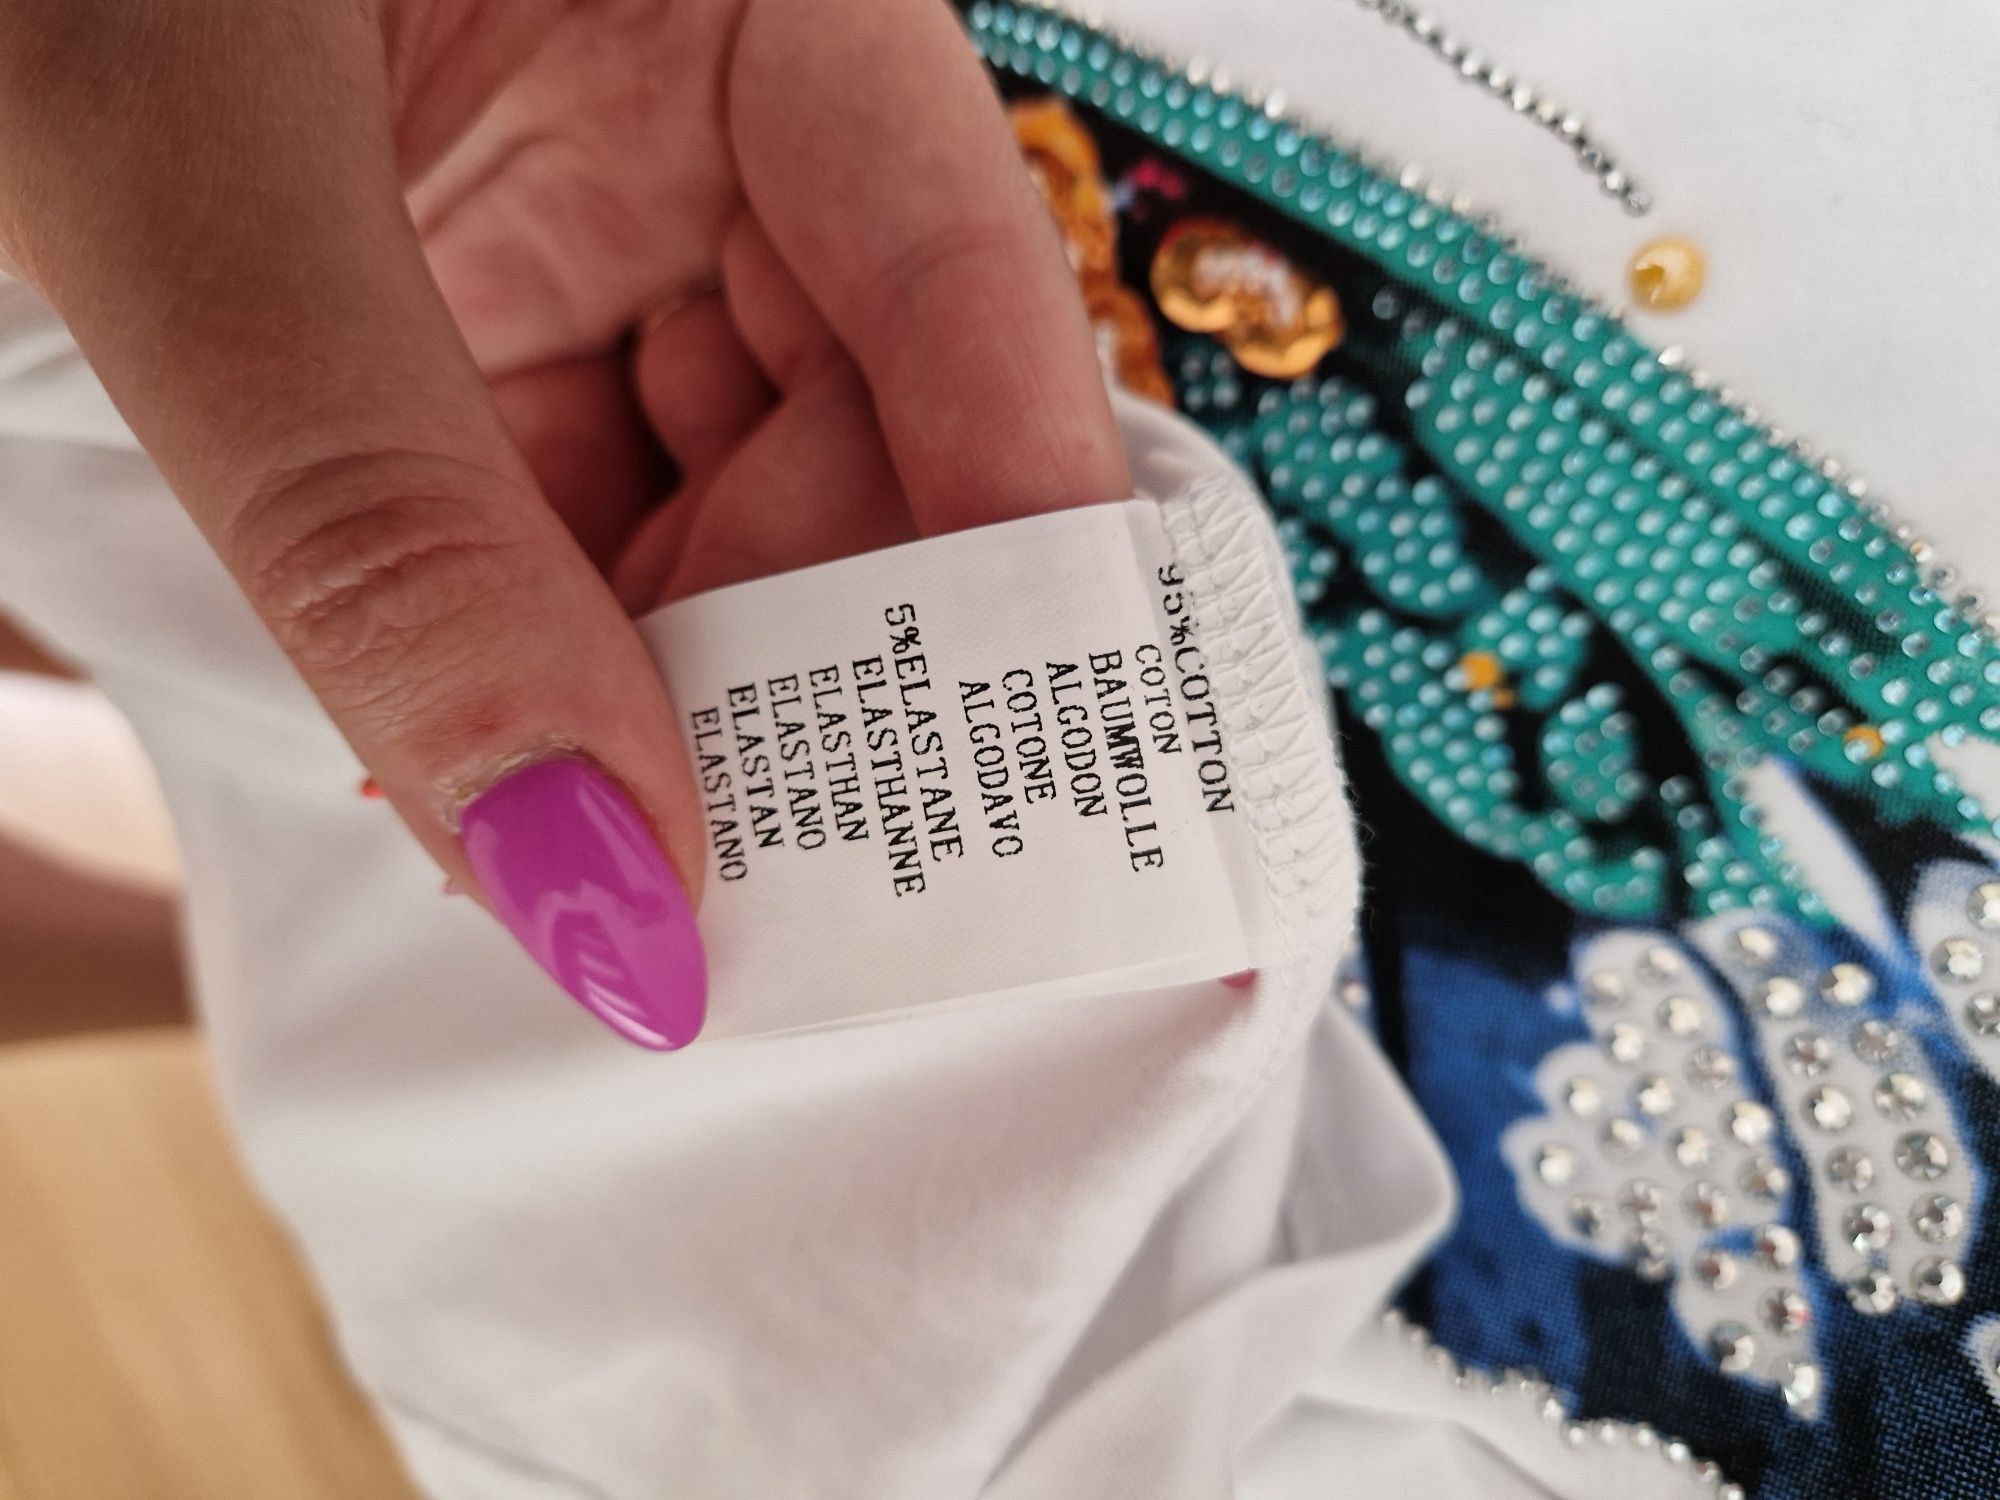 95%COTTON
COTON
BAUMWOLLE
ALGODON
COTONE
ALGODAVO
5%ELASTANE
ELASTHANNE
ELASTHAN
ELASTANO
ELASTAN
ELASTANO